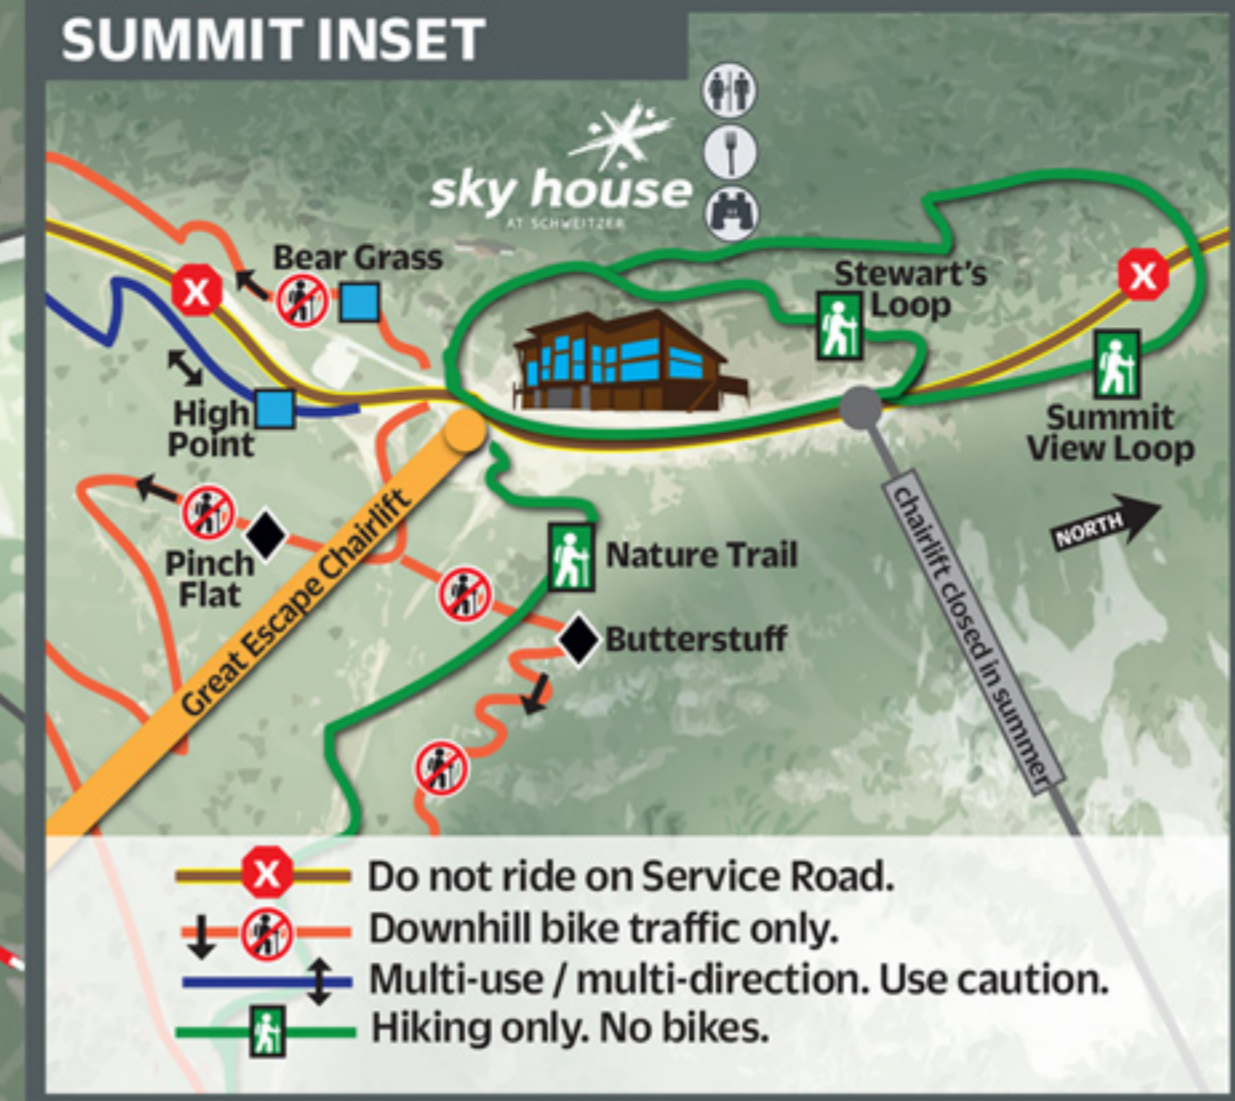 SUMMIT INSET
sky house
AT SCHWEITZER
Bear Grass
Stewart's
Loop
X
X
High
Point
Summit
View Loop
NORTH
Great Escape Chairlift
chairlift closed in summer
Pinch
Flat
Nature Trail
Butterstuff
X Do not ride on Service Road.
Downhill bike traffic only.
Multi-use / multi-direction. Use caution.
Hiking only. No bikes.